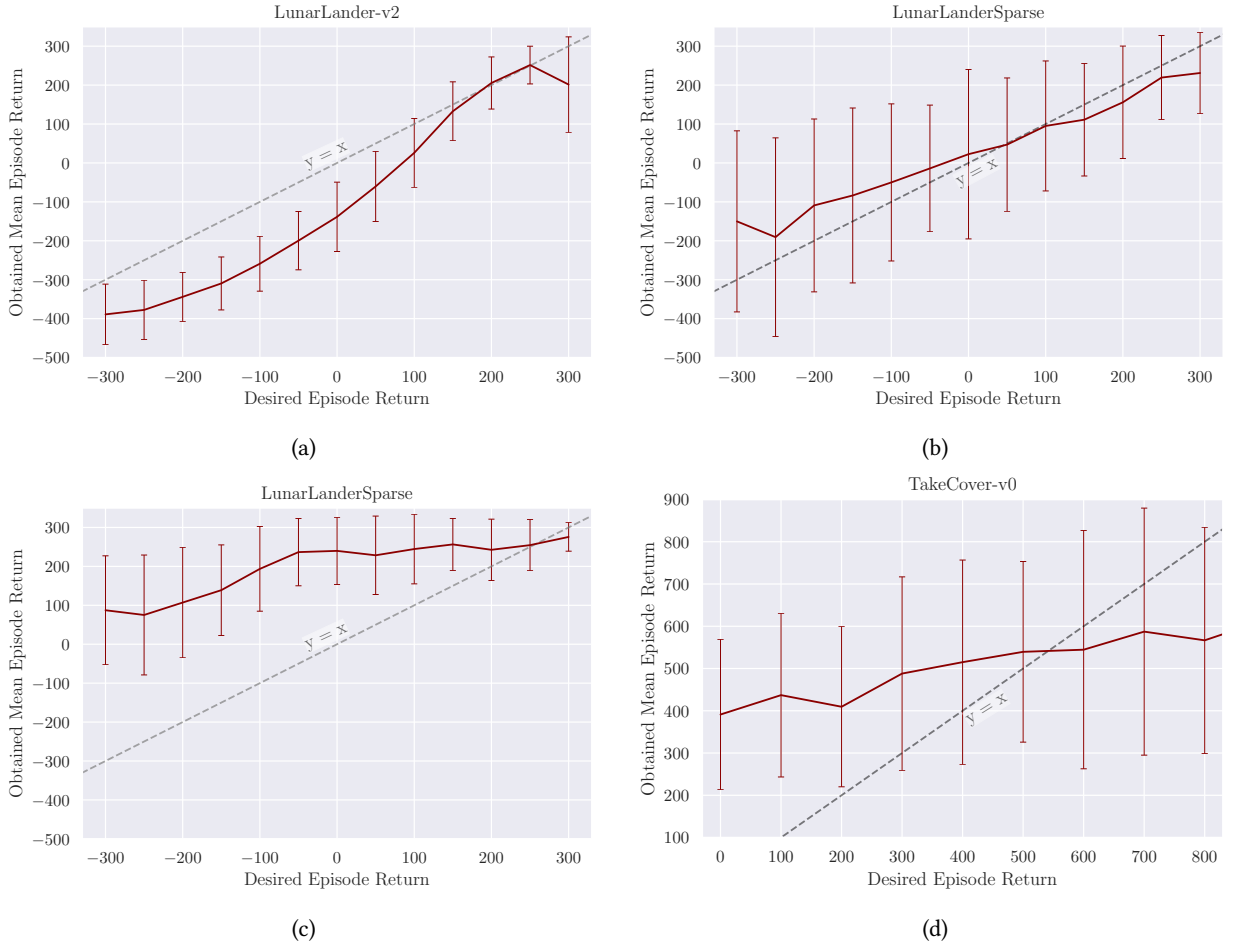 LunarLander-v2
Obtained Mean Episode Return
300
200
100
0
−100
−200
−300
−400
−500
y = x
−300 −200 −100 0 100 200 300
Desired Episode Return
(a)
LunarLanderSparse
Obtained Mean Episode Return
300
200
100
0
−100
−200
−300
−400
−500
y = x
−300 −200 −100 0 100 200 300
Desired Episode Return
(b)
LunarLanderSparse
Obtained Mean Episode Return
300
200
100
0
−100
−200
−300
−400
−500
y = x
−300 −200 −100 0 100 200 300
Desired Episode Return
(c)
TakeCover-v0
Obtained Mean Episode Return
900
800
700
600
500
400
300
200
100
y = x
0 100 200 300 400 500 600 700 800
Desired Episode Return
(d)